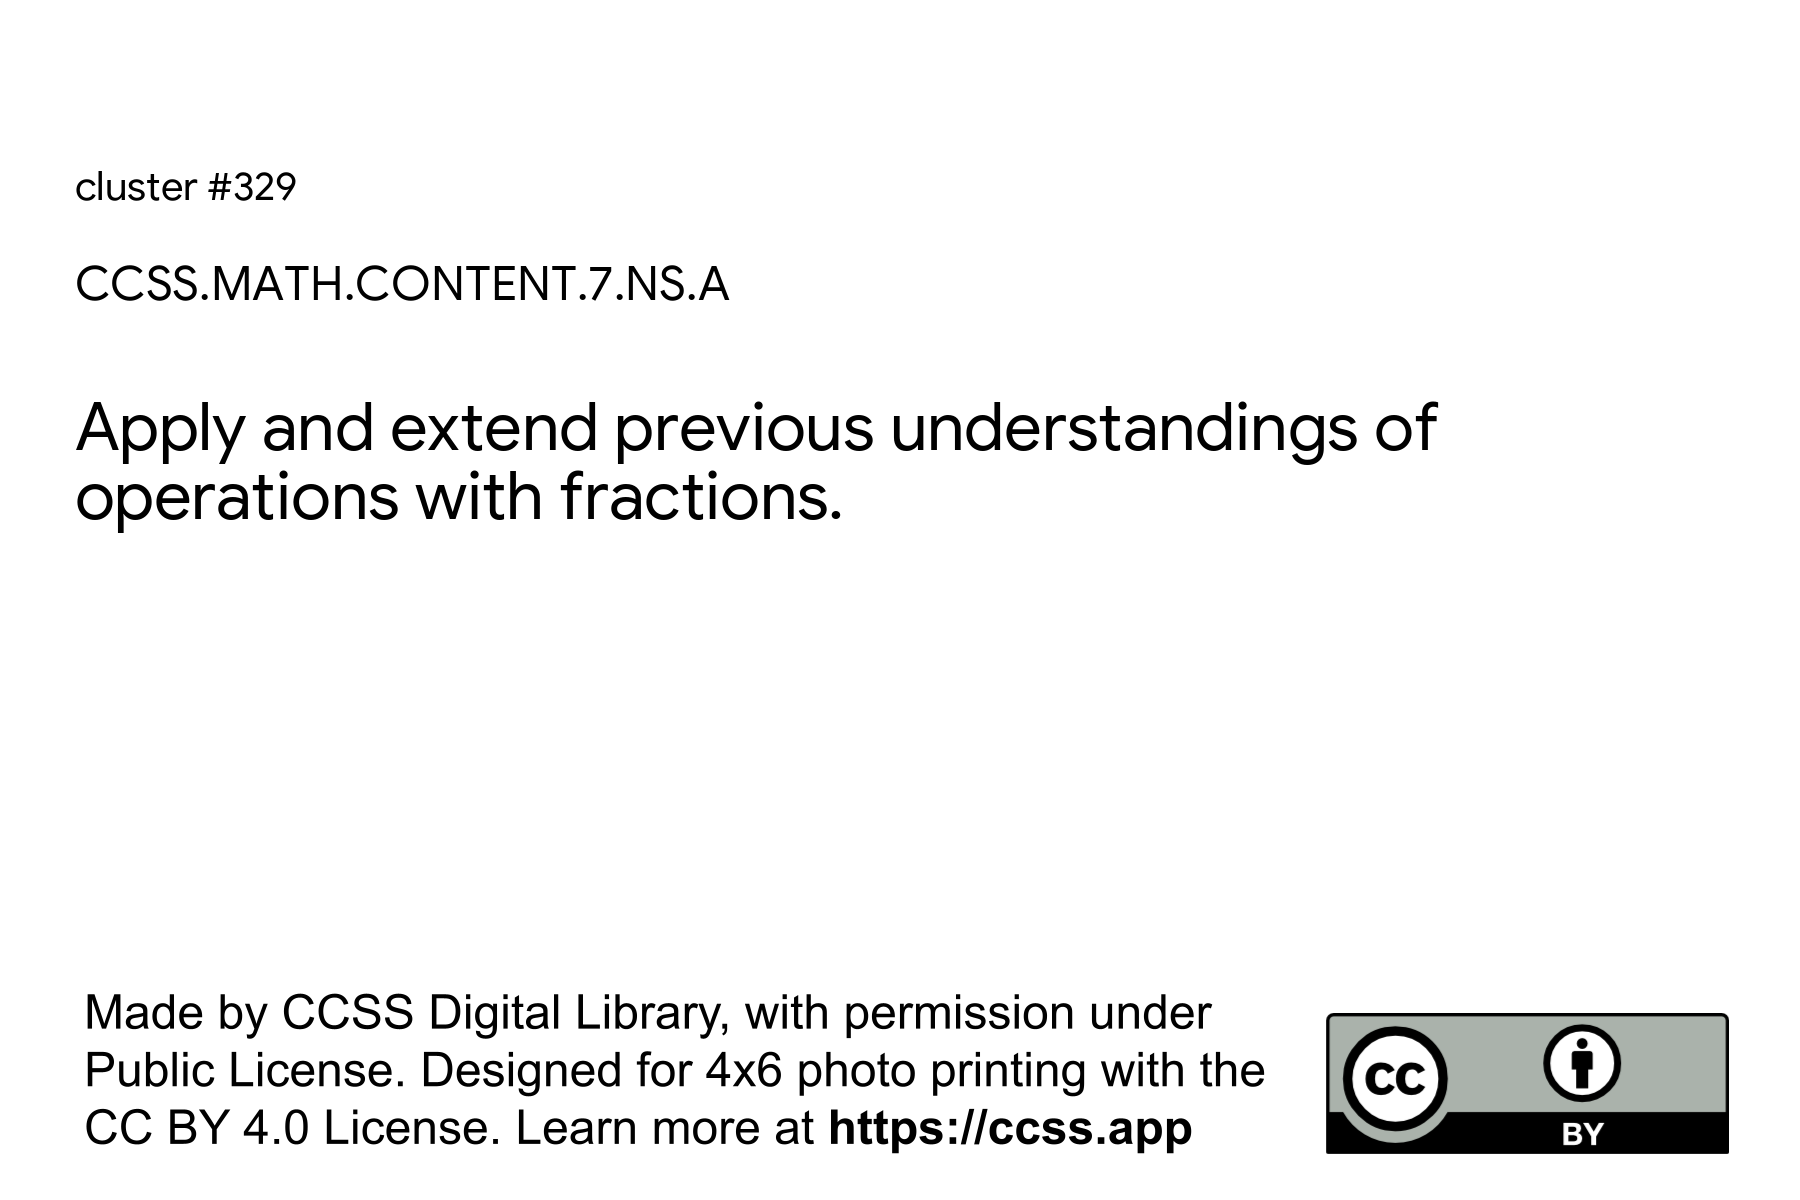 cluster #329
CCSS.MATH.CONTENT.7.NS.A
Apply and extend previous understandings of
operations with fractions.
Made by CCSS Digital Library, with permission under
Public License. Designed for 4x6 photo printing with the
CC BY 4.0 License. Learn more at https://ccss.app
CC
BY